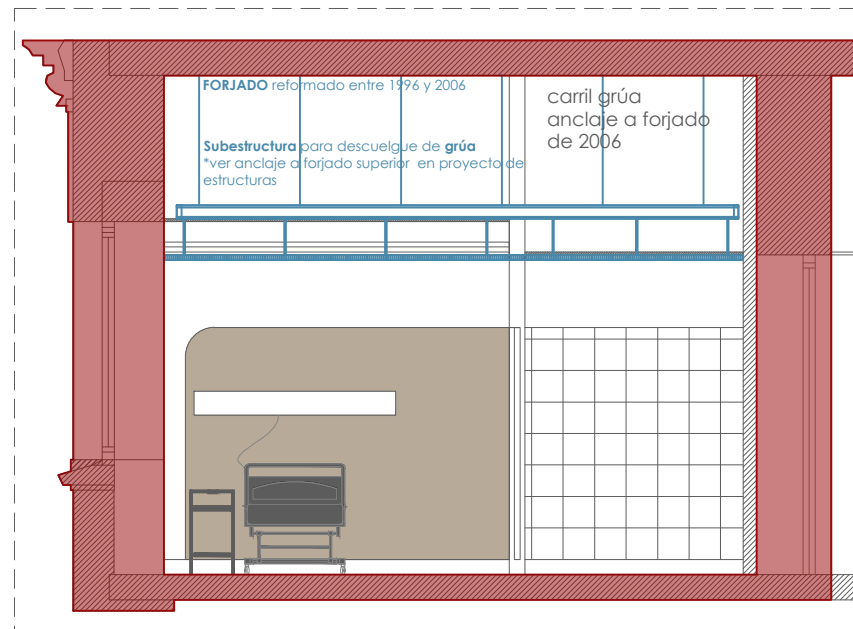 FORJADO reformado entre 1996 y 2006
carril grúa
anclaje a forjado
de 2006
Subestructura para descuelgue de grúa
*ver anclaje a forjado superior en proyecto de
estructuras